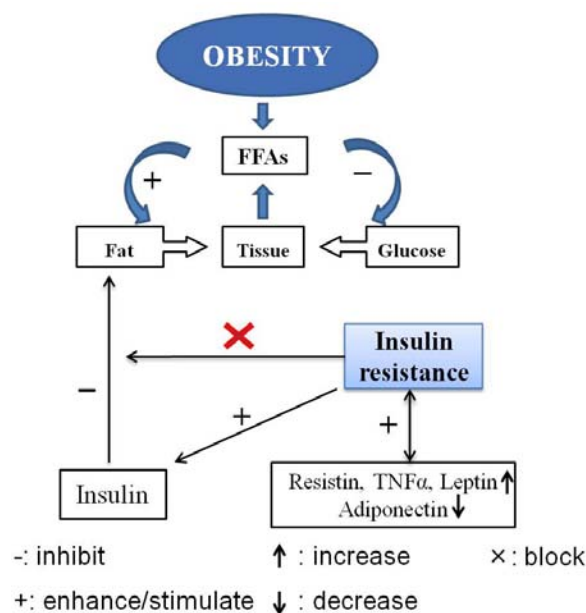 OBESITY
FFAs
+
−
Fat
Tissue
Glucose
Insulin
resistance
−
+
+
Insulin
Resistin, TNFα, Leptin↑
Adiponectin↓
-: inhibit
↑ : increase
×: block
+: enhance/stimulate
↓ : decrease